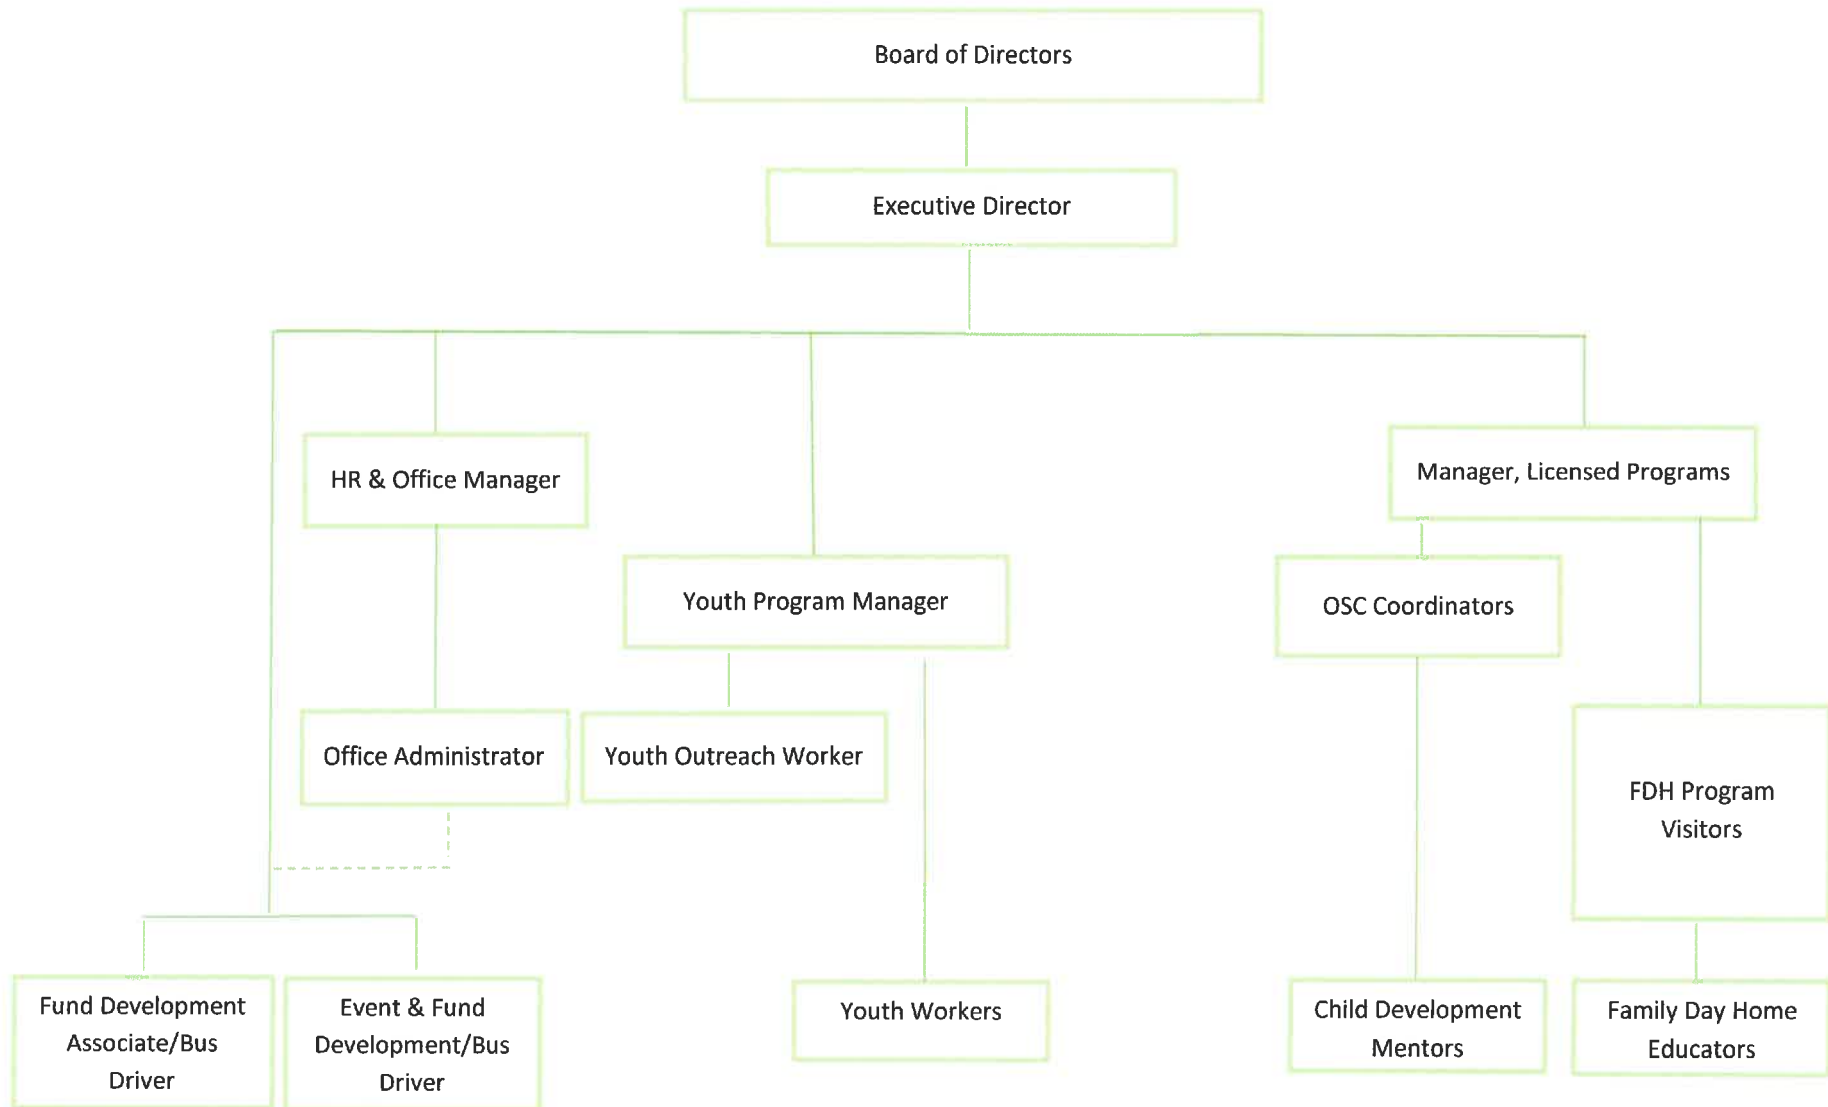 Board of Directors
Executive Director
HR & Office Manager
Manager, Licensed Programs
Youth Program Manager
OSC Coordinators
Office Administrator
Youth Outreach Worker
FDH Program
Visitors
Fund Development
Associate/Bus
Driver
Event & Fund
Development/Bus
Driver
Youth Workers
Child Development
Mentors
Family Day Home
Educators